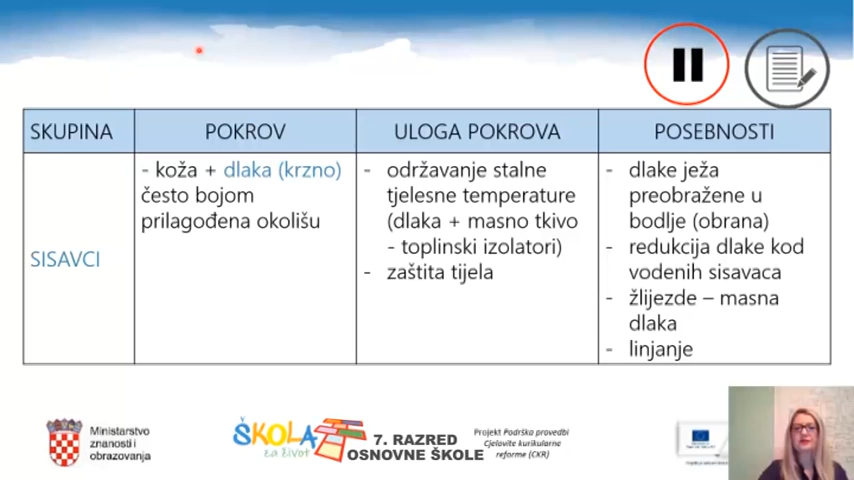 SKUPINA
POKROV
ULOGA POKROVA
POSEBNOSTI
SISAVCI
- koža + dlaka (krzno)
često bojom
prilagođena okolišu
- održavanje stalne
tjelesne temperature
(dlaka + masno tkivo
- toplinski izolatori)
- zaštita tijela
- dlake ježa
preobražene u
bodlje (obrana)
- redukcija dlake kod
vodenih sisavaca
- žlijezde – masna
dlaka
- linjanje
Ministarstvo
znanosti i
obrazovanja
ŠKOLA
za život
7. RAZRED
OSNOVNE ŠKOLE
Projekt Podrška provedbi
Cjelovite kurikularne
reforme (CKR)